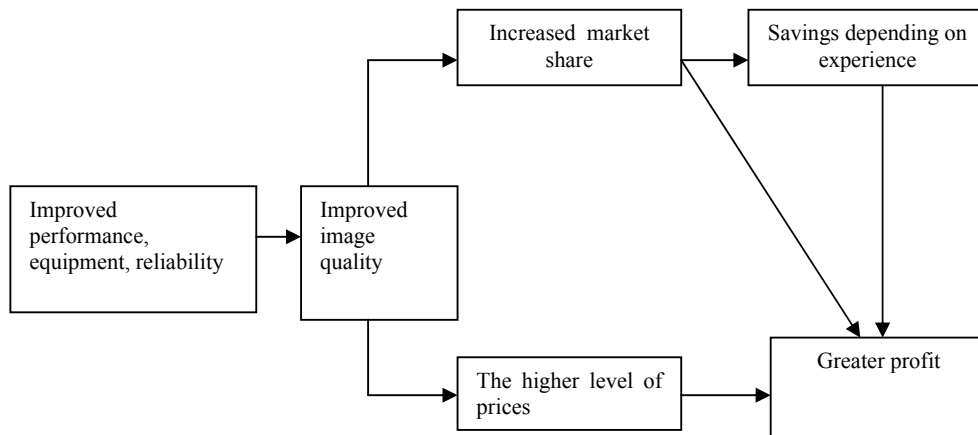 Increased market
share
Savings depending on
experience
Improved
performance,
equipment, reliability
Improved
image
quality
The higher level of
prices
Greater profit